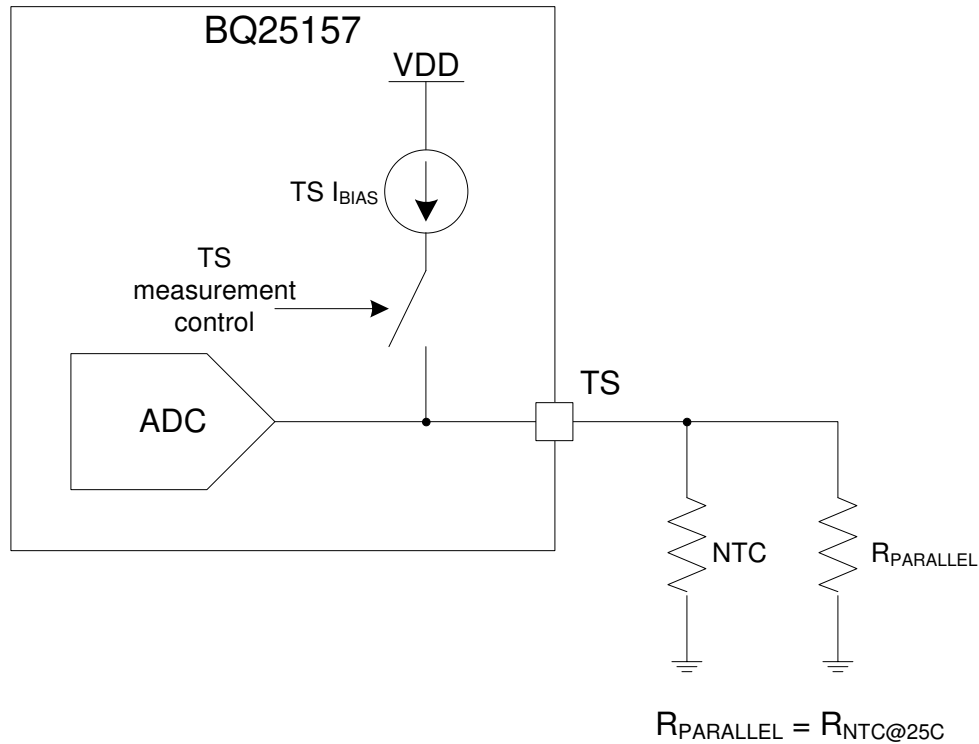 BQ25157
VDD
TS IBIAS
TS
measurement
control
ADC
TS
NTC
RPARALLEL
RPARALLEL = RNTC@25C